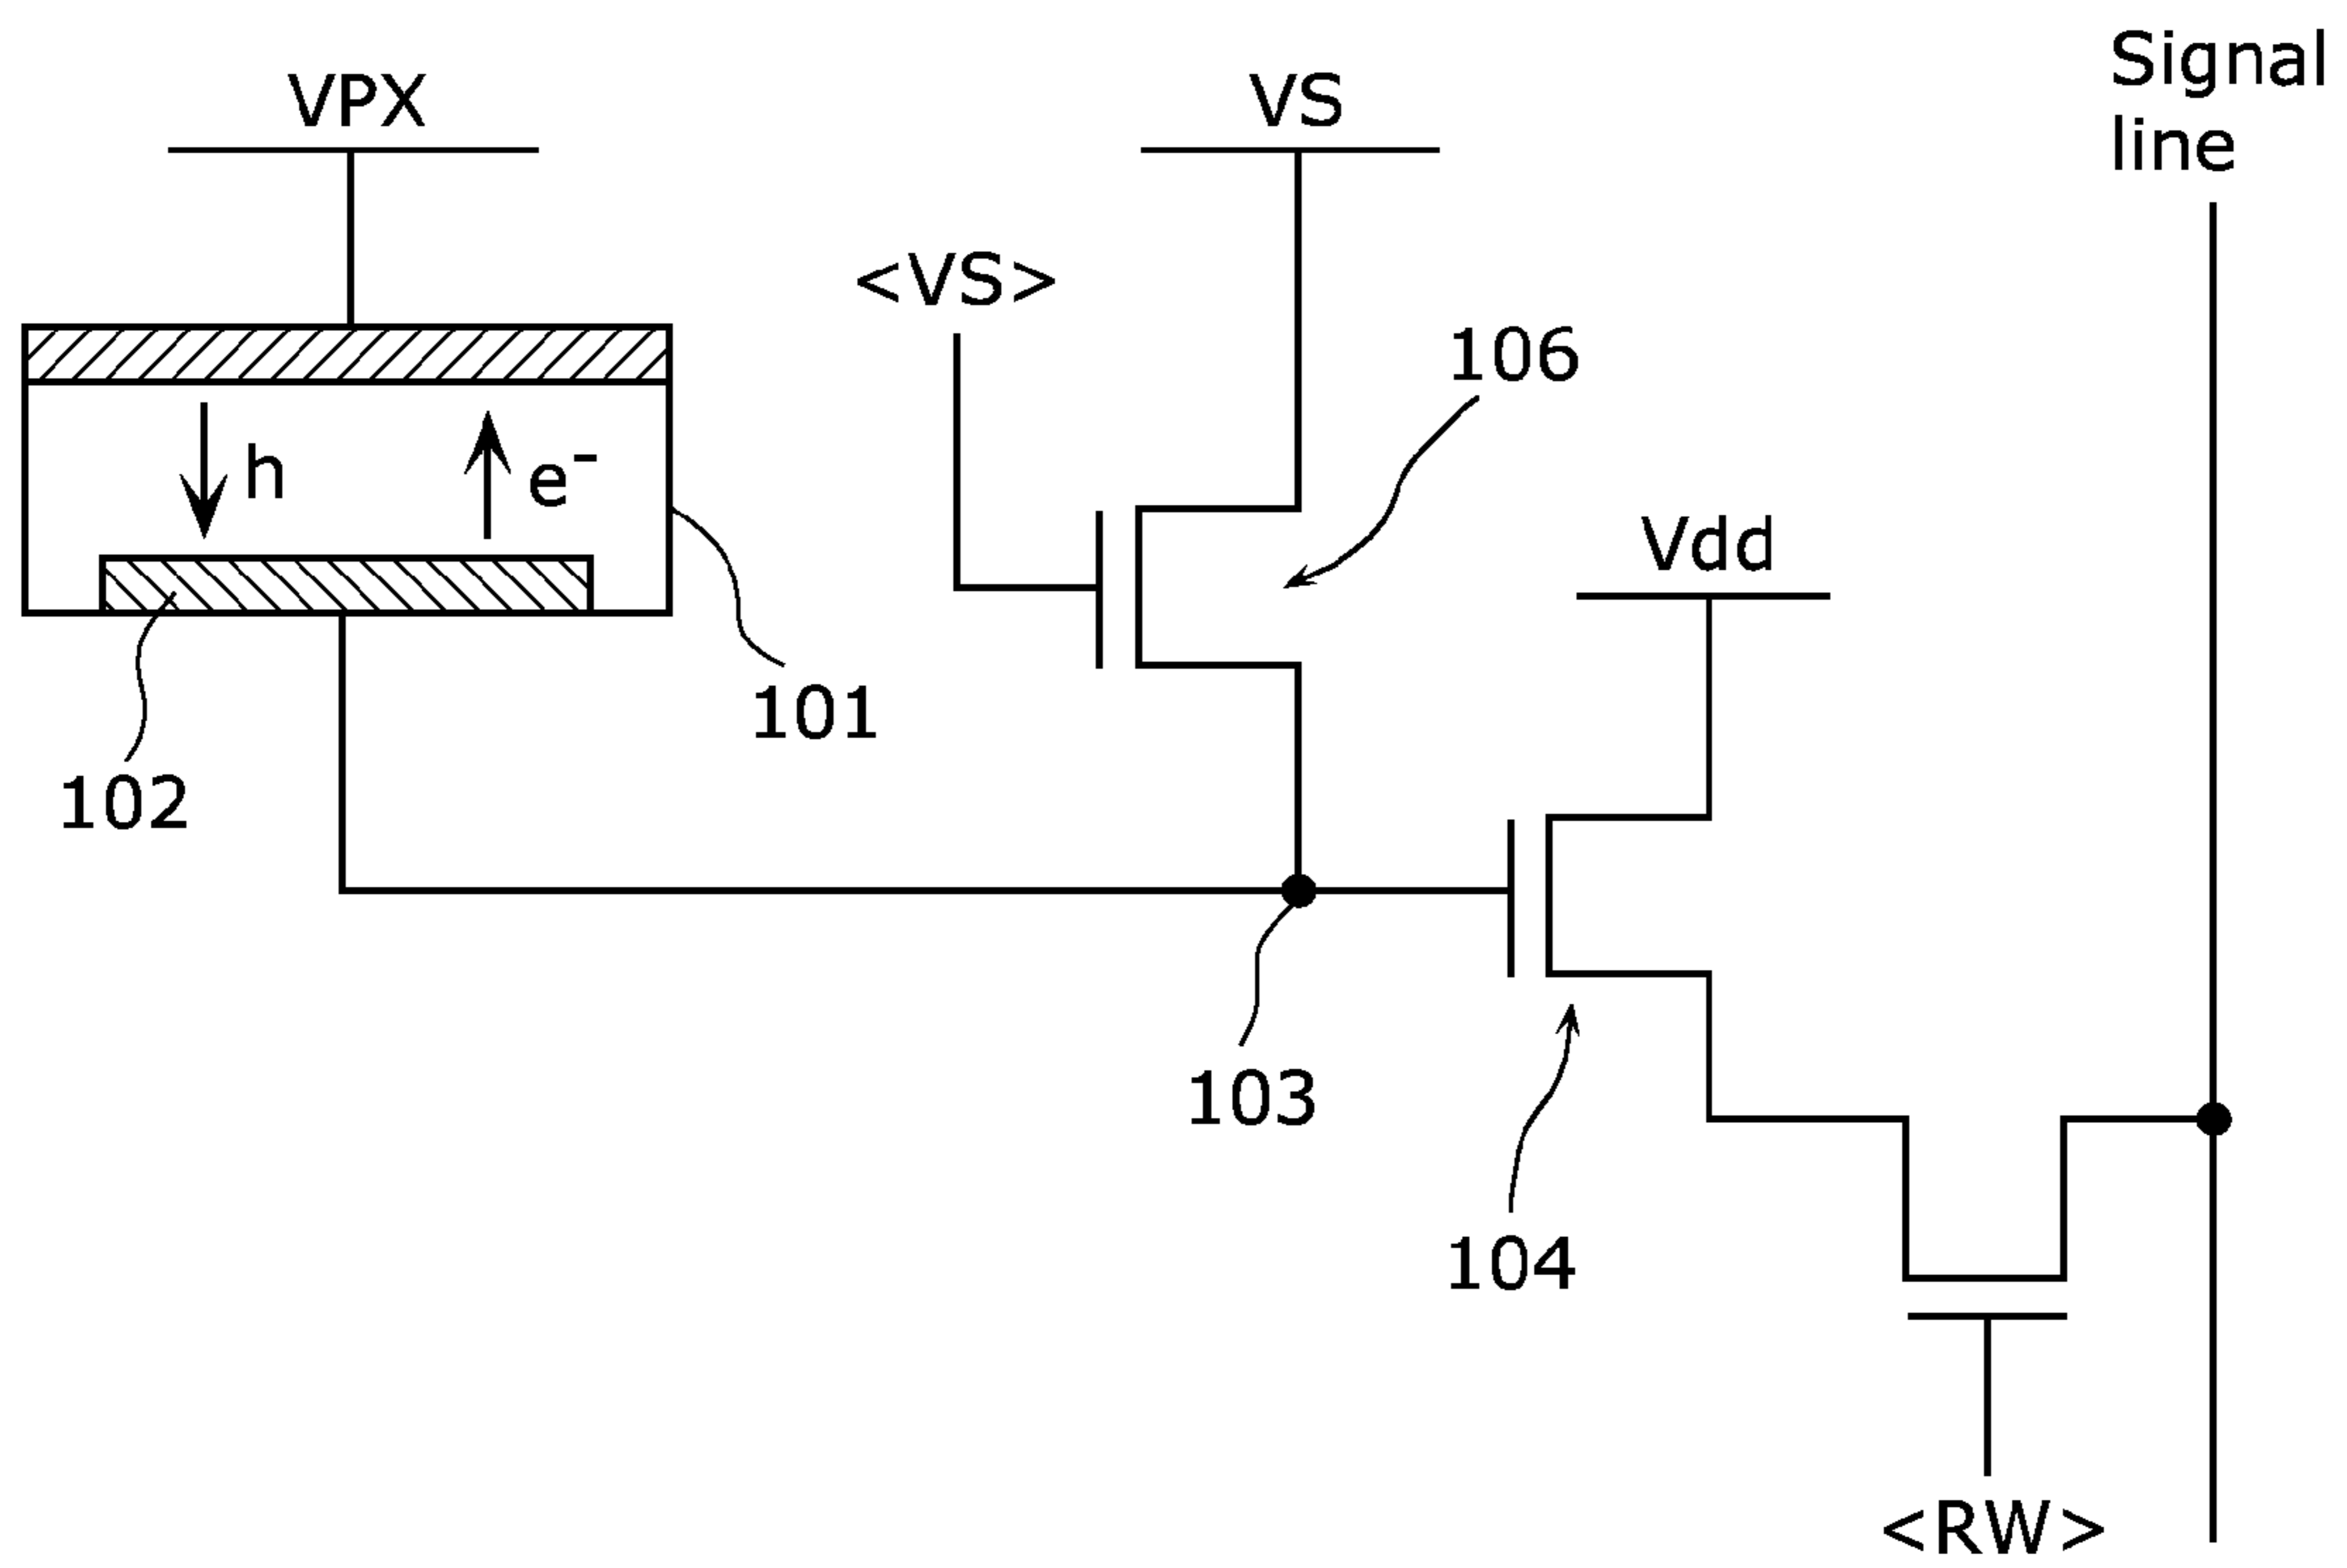 VPX
VS
Signal
line
<VS>
106
h
e-
Vdd
101
102
103
104
<RW>